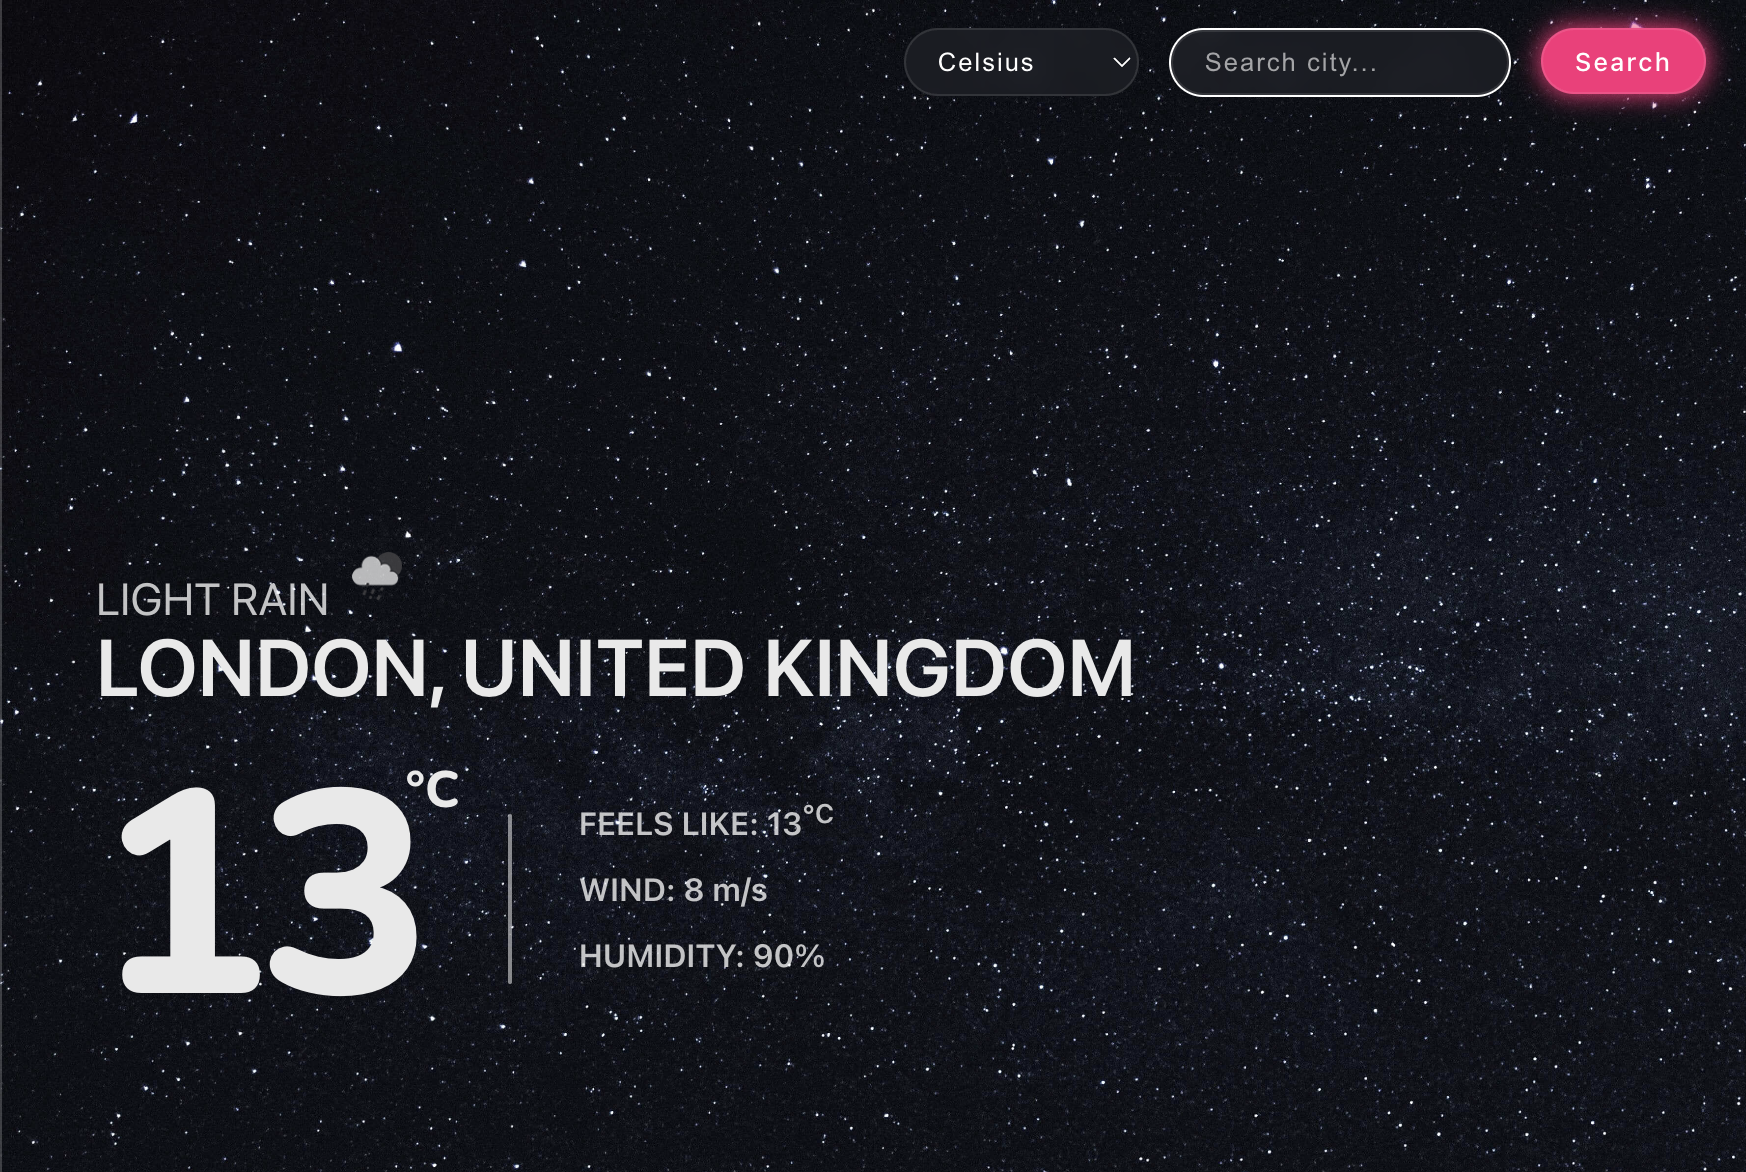 Celsius
Search city...
Search
LIGHT RAIN
LONDON, UNITED KINGDOM
13°C
FEELS LIKE: 13°C
WIND: 8 m/s
HUMIDITY: 90%